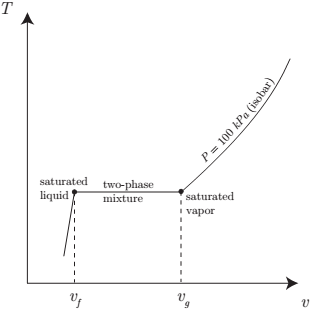 T
P = 100 kPa (isobar)
saturated
liquid
two-phase
mixture
saturated
vapor
v_f
v_g
v